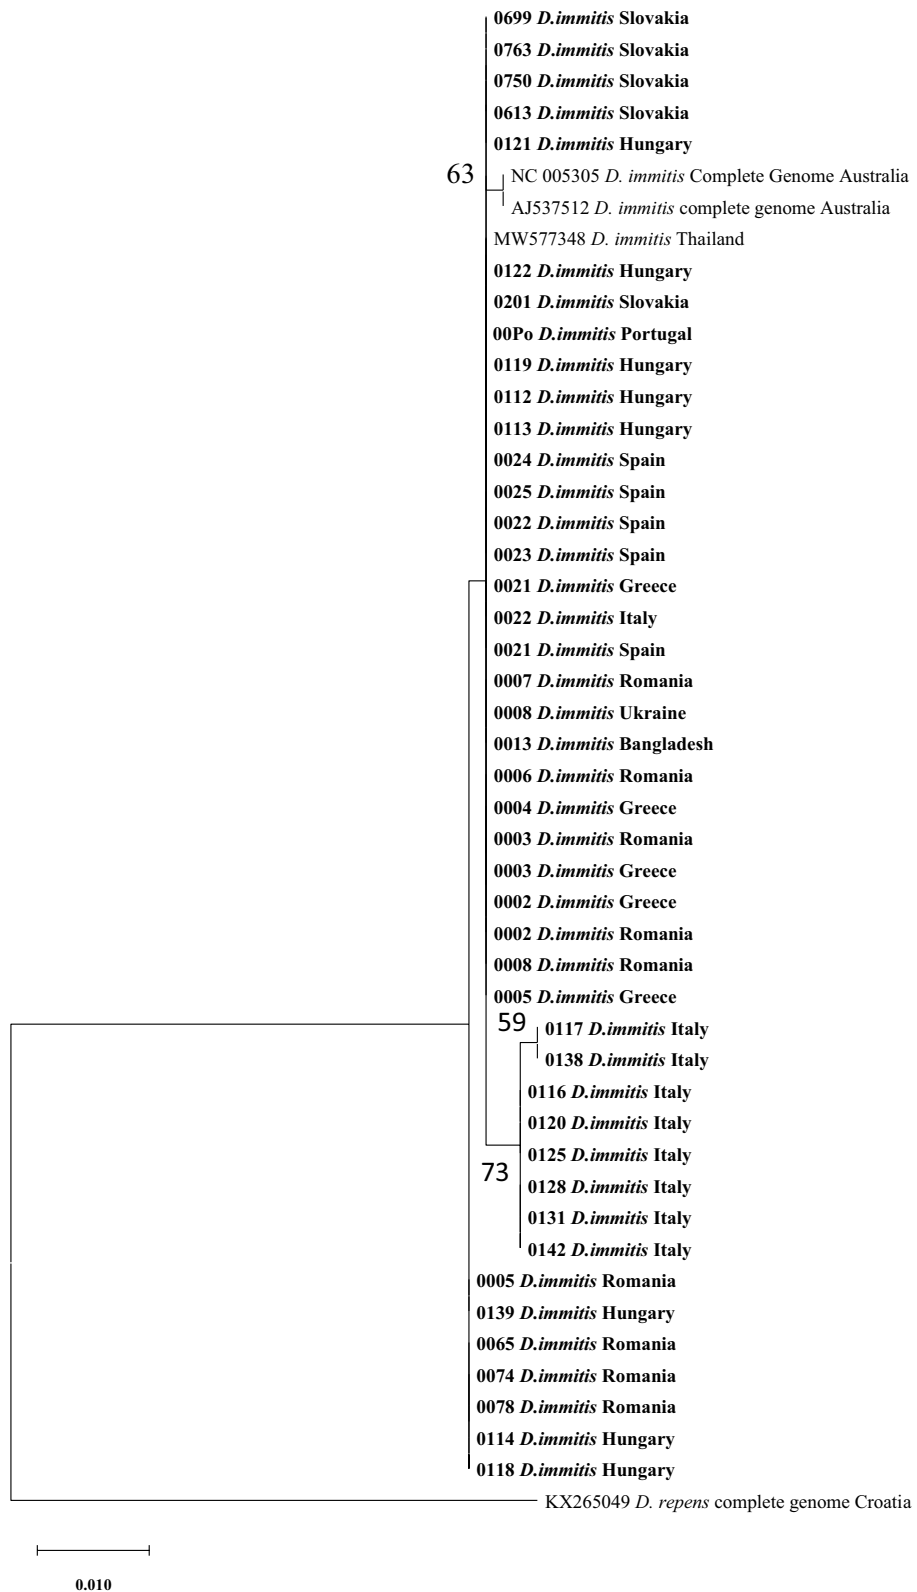 0699 D.immitis Slovakia
0763 D.immitis Slovakia
0750 D.immitis Slovakia
0613 D.immitis Slovakia
0121 D.immitis Hungary
63
NC 005305 D. immitis Complete Genome Australia
AJ537512 D. immitis complete genome Australia
MW577348 D. immitis Thailand
0122 D.immitis Hungary
0201 D.immitis Slovakia
00Po D.immitis Portugal
0119 D.immitis Hungary
0112 D.immitis Hungary
0113 D.immitis Hungary
0024 D.immitis Spain
0025 D.immitis Spain
0022 D.immitis Spain
0023 D.immitis Spain
0021 D.immitis Greece
0022 D.immitis Italy
0021 D.immitis Spain
0007 D.immitis Romania
0008 D.immitis Ukraine
0013 D.immitis Bangladesh
0006 D.immitis Romania
0004 D.immitis Greece
0003 D.immitis Romania
0003 D.immitis Greece
0002 D.immitis Greece
0002 D.immitis Romania
0008 D.immitis Romania
0005 D.immitis Greece
59
0117 D.immitis Italy
0138 D.immitis Italy
0116 D.immitis Italy
0120 D.immitis Italy
0125 D.immitis Italy
73
0128 D.immitis Italy
0131 D.immitis Italy
0142 D.immitis Italy
0005 D.immitis Romania
0139 D.immitis Hungary
0065 D.immitis Romania
0074 D.immitis Romania
0078 D.immitis Romania
0114 D.immitis Hungary
0118 D.immitis Hungary
KX265049 D. repens complete genome Croatia
0.010